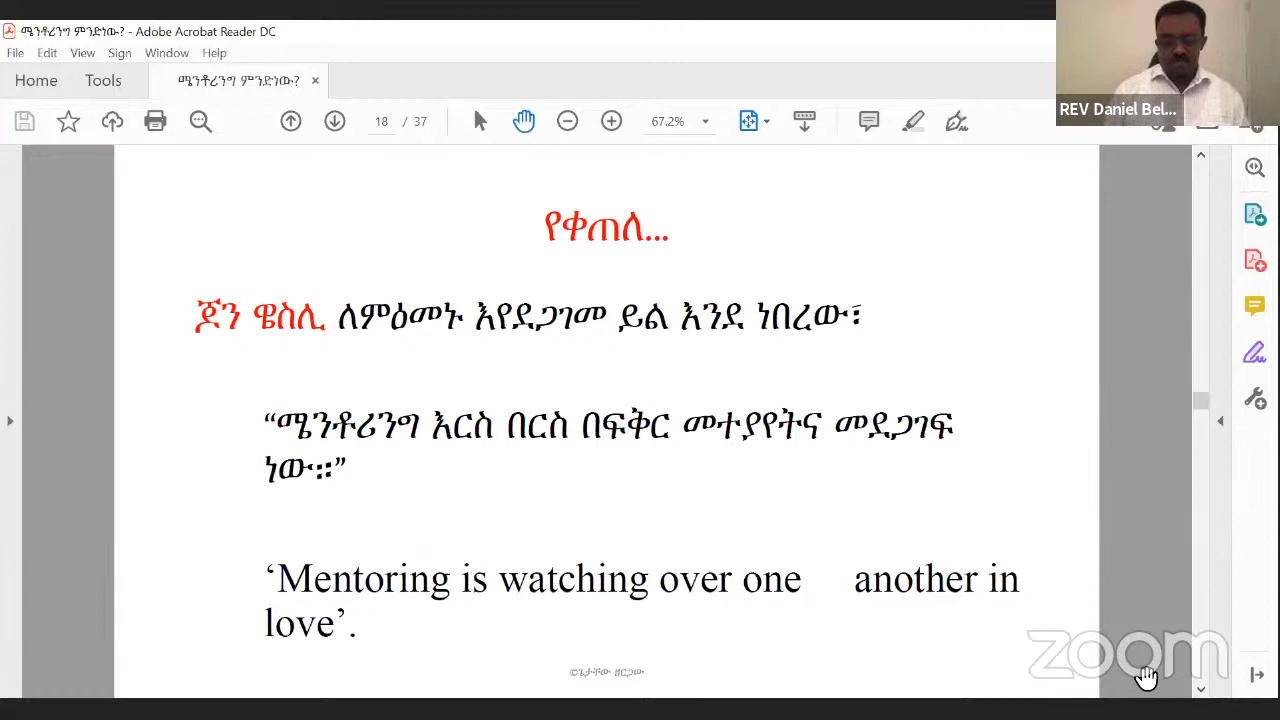 ሜንቶሪንግ ምንድነው? - Adobe Acrobat Reader DC
File Edit View Sign Window Help
Home Tools ሜንቶሪንግ ምንድነው? ×
18 / 37 67.2%
REV Daniel Bel...
የቀጠለ...
ጆን ዌስሊ ለምዕመኑ እየደጋገመ ይል እንደ ነበረው፣
“ሜንቶሪንግ እርስ በርስ በፍቅር መተያየትና መደጋገፍ
ነው።”
‘Mentoring is watching over one another in
love’.
©ጌታቸው ዘርጋው
zoom